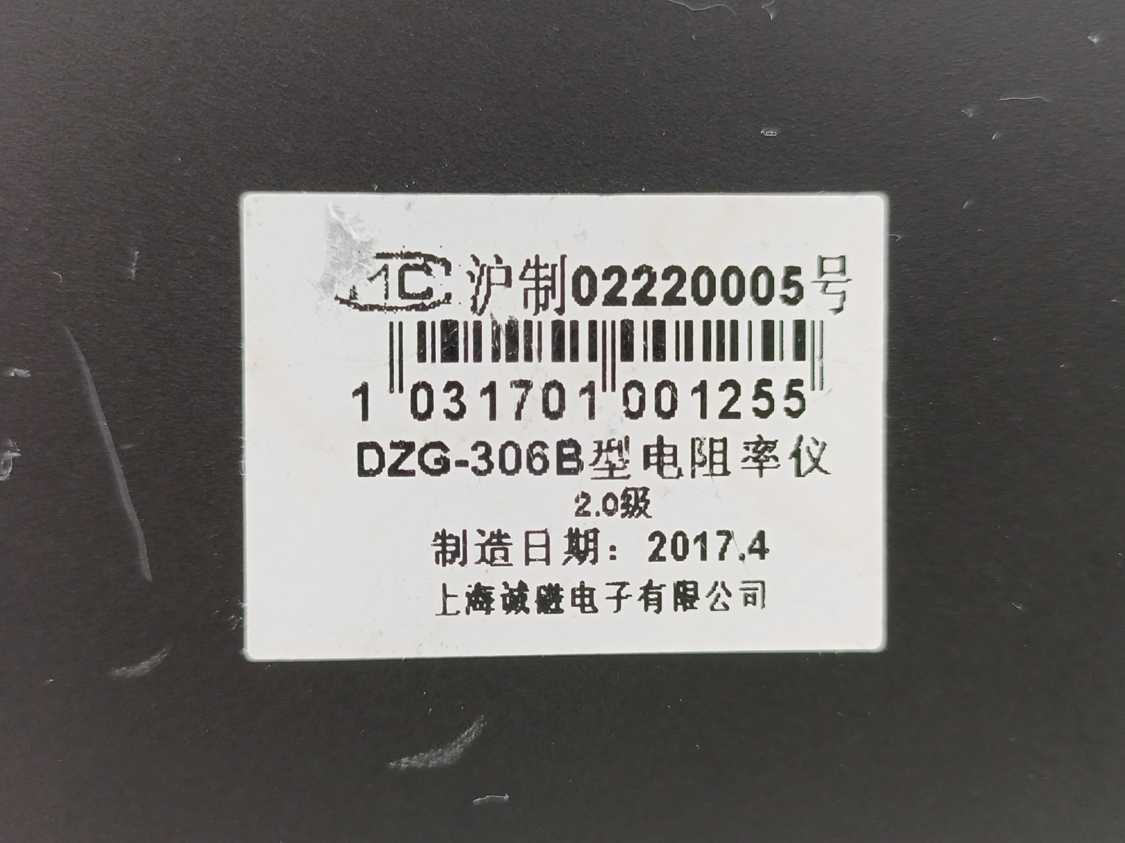 MC 沪制02220005号
1 031701 001255
DZG-306B型电阻率仪
2.0级
制造日期：2017.4
上海诚磁电子有限公司